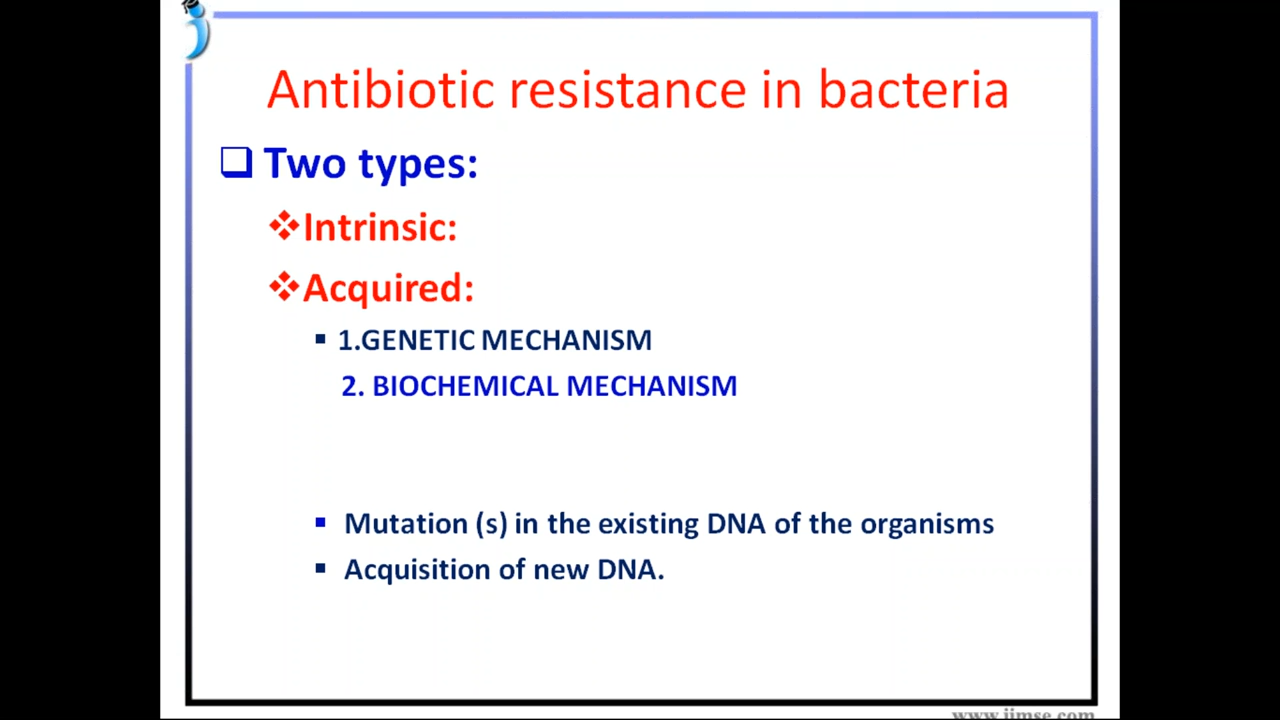 Antibiotic resistance in bacteria
Two types:
Intrinsic:
Acquired:
1.GENETIC MECHANISM
2. BIOCHEMICAL MECHANISM
Mutation (s) in the existing DNA of the organisms
Acquisition of new DNA.
www.iimse.com